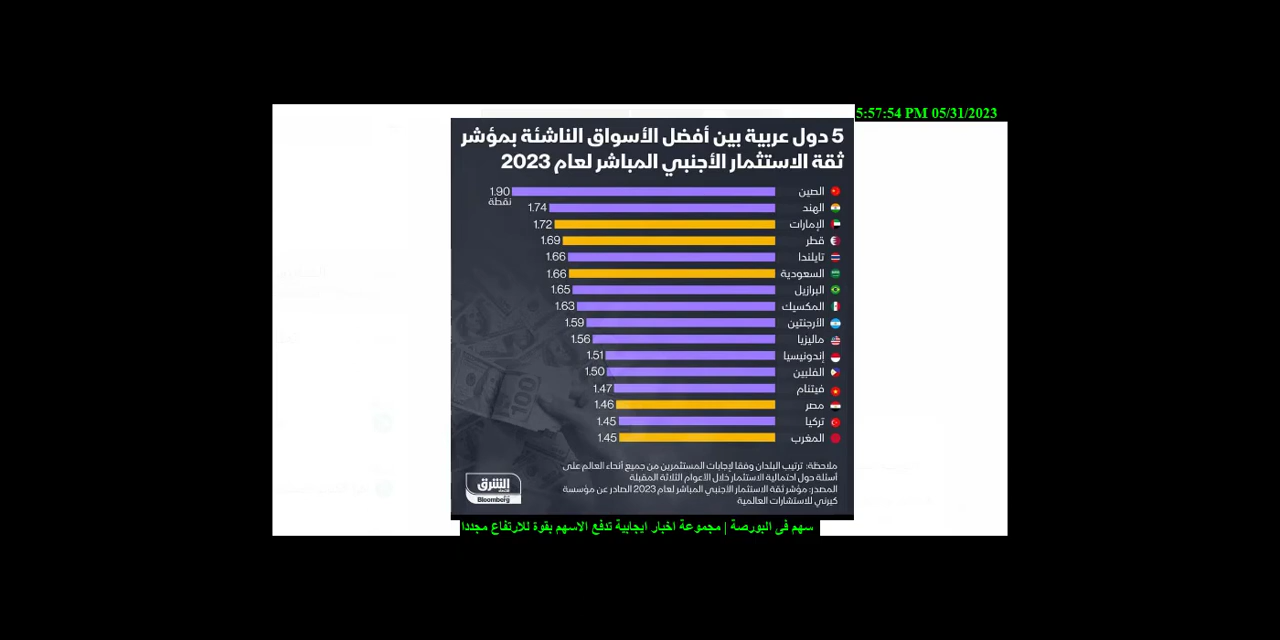 5:57:54 PM 05/31/2023
5 دول عربية بين أفضل الأسواق الناشئة بمؤشر
ثقة الاستثمار الأجنبي المباشر لعام 2023
الصين 1.90
نقطة
الهند 1.74
الإمارات 1.72
قطر 1.69
تايلندا 1.66
السعودية 1.66
البرازيل 1.65
المكسيك 1.63
الأرجنتين 1.59
ماليزيا 1.56
إندونيسيا 1.51
الفلبين 1.50
فيتنام 1.47
مصر 1.46
تركيا 1.45
المغرب 1.45
ملاحظة: ترتيب البلدان وفقا لإجابات المستثمرين من جميع أنحاء العالم على
أسئلة حول احتمالية الاستثمار خلال الأعوام الثلاثة المقبلة
المصدر: مؤشر ثقة الاستثمار الأجنبي المباشر لعام 2023 الصادر عن مؤسسة
كيرني للاستشارات العالمية
الشرق
Bloomberg
سهم فى البورصة | مجموعة اخبار ايجابية تدفع الاسهم بقوة للارتفاع مجددا